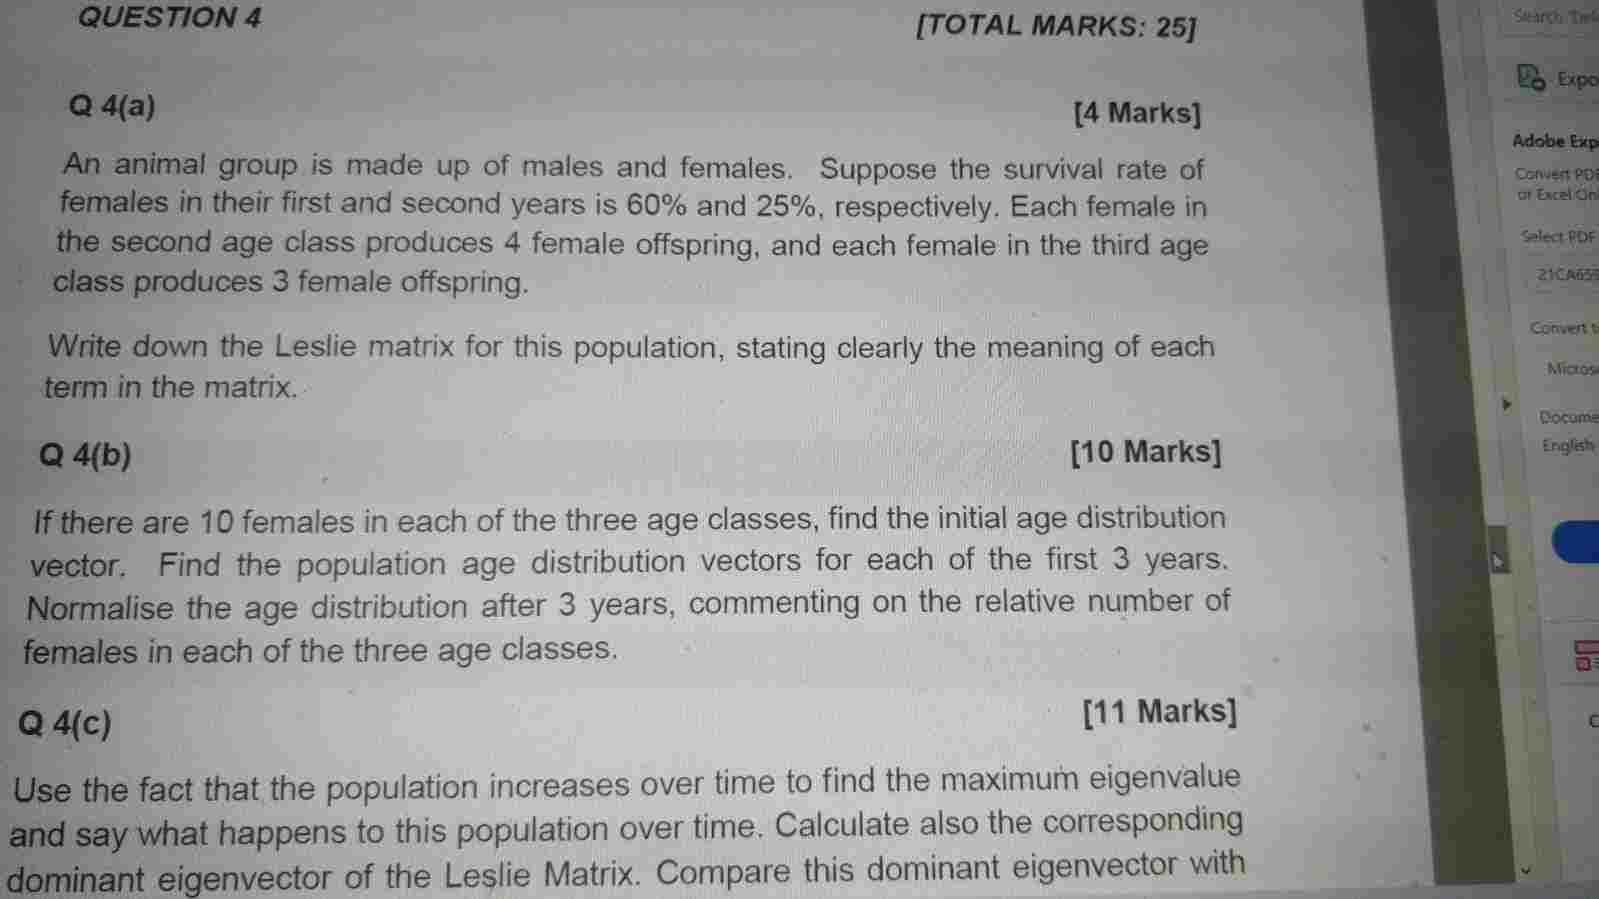 QUESTION 4 [TOTAL MARKS: 25]
Q 4(a) [4 Marks]
An animal group is made up of males and females. Suppose the survival rate of
females in their first and second years is 60% and 25%, respectively. Each female in
the second age class produces 4 female offspring, and each female in the third age
class produces 3 female offspring.
Write down the Leslie matrix for this population, stating clearly the meaning of each
term in the matrix.
Q 4(b) [10 Marks]
If there are 10 females in each of the three age classes, find the initial age distribution
vector. Find the population age distribution vectors for each of the first 3 years.
Normalise the age distribution after 3 years, commenting on the relative number of
females in each of the three age classes.
Q 4(c) [11 Marks]
Use the fact that the population increases over time to find the maximum eigenvalue
and say what happens to this population over time. Calculate also the corresponding
dominant eigenvector of the Leslie Matrix. Compare this dominant eigenvector with
Search
Expo
Adobe Exp
Convert PDF
or Excel Onl
Select PDF
21CA65
Convert t
Micros
Docume
English